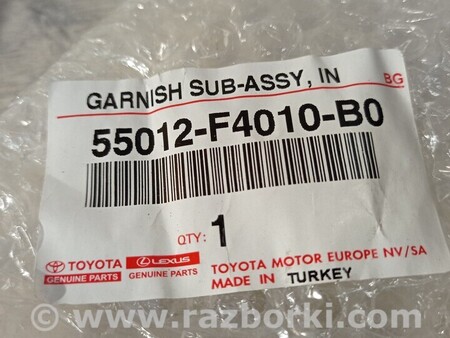 GARNISH SUB-ASSY, IN BG
55012-F4010-B0
QTY: 1
TOYOTA LEXUS TOYOTA MOTOR EUROPE NV/SA
GENUINE PARTS GENUINE PARTS MADE IN TURKEY
www.razborki.com